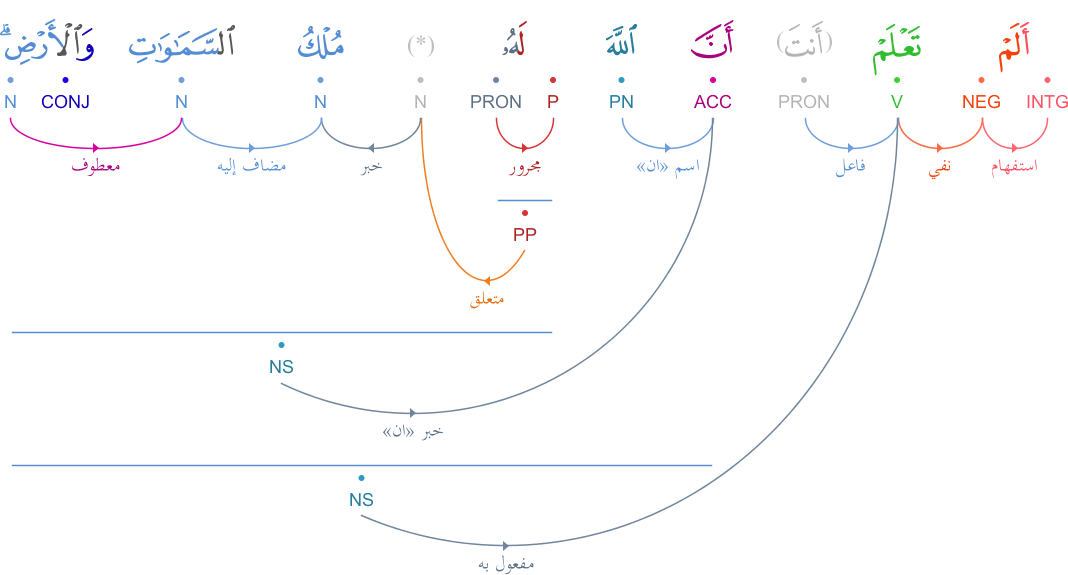 أَلَمْ تَعْلَمْ (أَنتَ) أَنَّ ٱللَّهَ لَهُۥ (*) مُلْكُ ٱلسَّمَـٰوَٰتِ وَٱلْأَرْضِ ۗ
INTG NEG V PRON ACC PN P PRON N N N CONJ N
استفهام نفي فاعل اسم «ان» مجرور خبر مضاف إليه معطوف
PP
متعلق
NS
خبر «ان»
NS
مفعول به